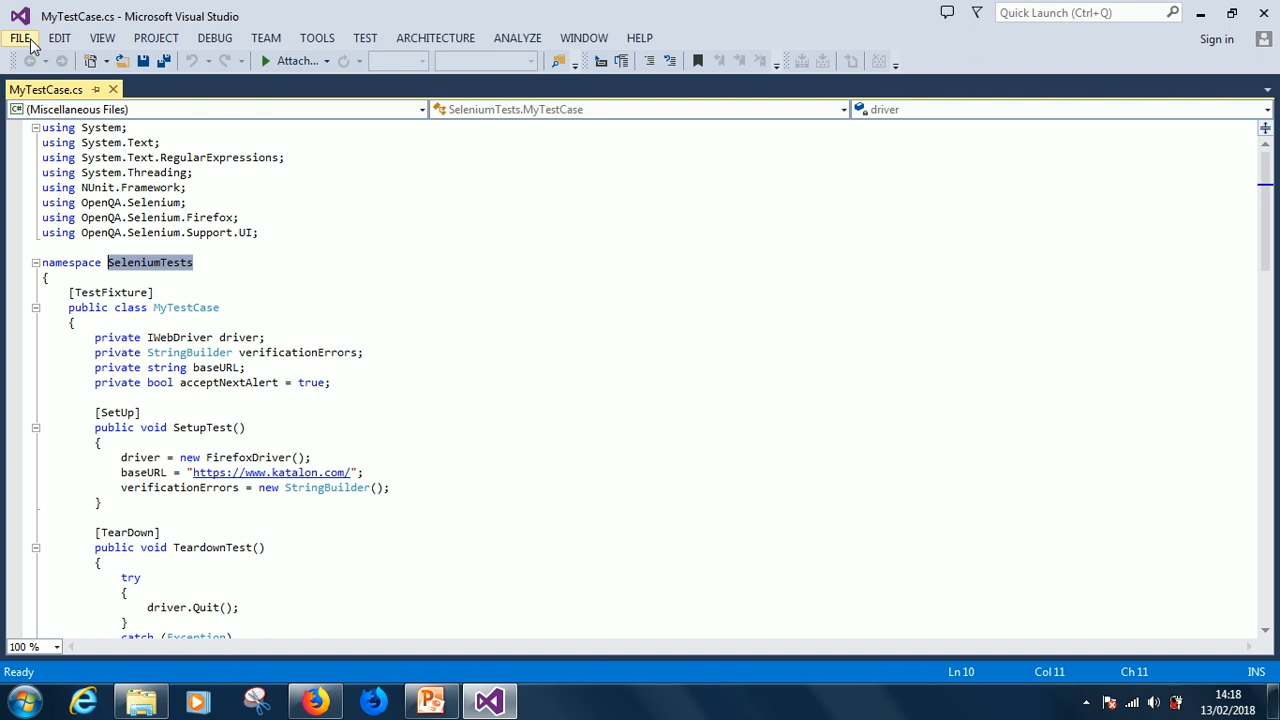 MyTestCase.cs - Microsoft Visual Studio
Quick Launch (Ctrl+Q)
FILE EDIT VIEW PROJECT DEBUG TEAM TOOLS TEST ARCHITECTURE ANALYZE WINDOW HELP
Sign in
Attach...
MyTestCase.cs
(Miscellaneous Files)
SeleniumTests.MyTestCase
driver
using System;
using System.Text;
using System.Text.RegularExpressions;
using System.Threading;
using NUnit.Framework;
using OpenQA.Selenium;
using OpenQA.Selenium.Firefox;
using OpenQA.Selenium.Support.UI;
namespace SeleniumTests
{
[TestFixture]
public class MyTestCase
{
private IWebDriver driver;
private StringBuilder verificationErrors;
private string baseURL;
private bool acceptNextAlert = true;
[SetUp]
public void SetupTest()
{
driver = new FirefoxDriver();
baseURL = "https://www.katalon.com/";
verificationErrors = new StringBuilder();
}
[TearDown]
public void TeardownTest()
{
try
{
driver.Quit();
}
catch (Exception)
100 %
Ready
Ln 10
Col 11
Ch 11
INS
14:18
13/02/2018